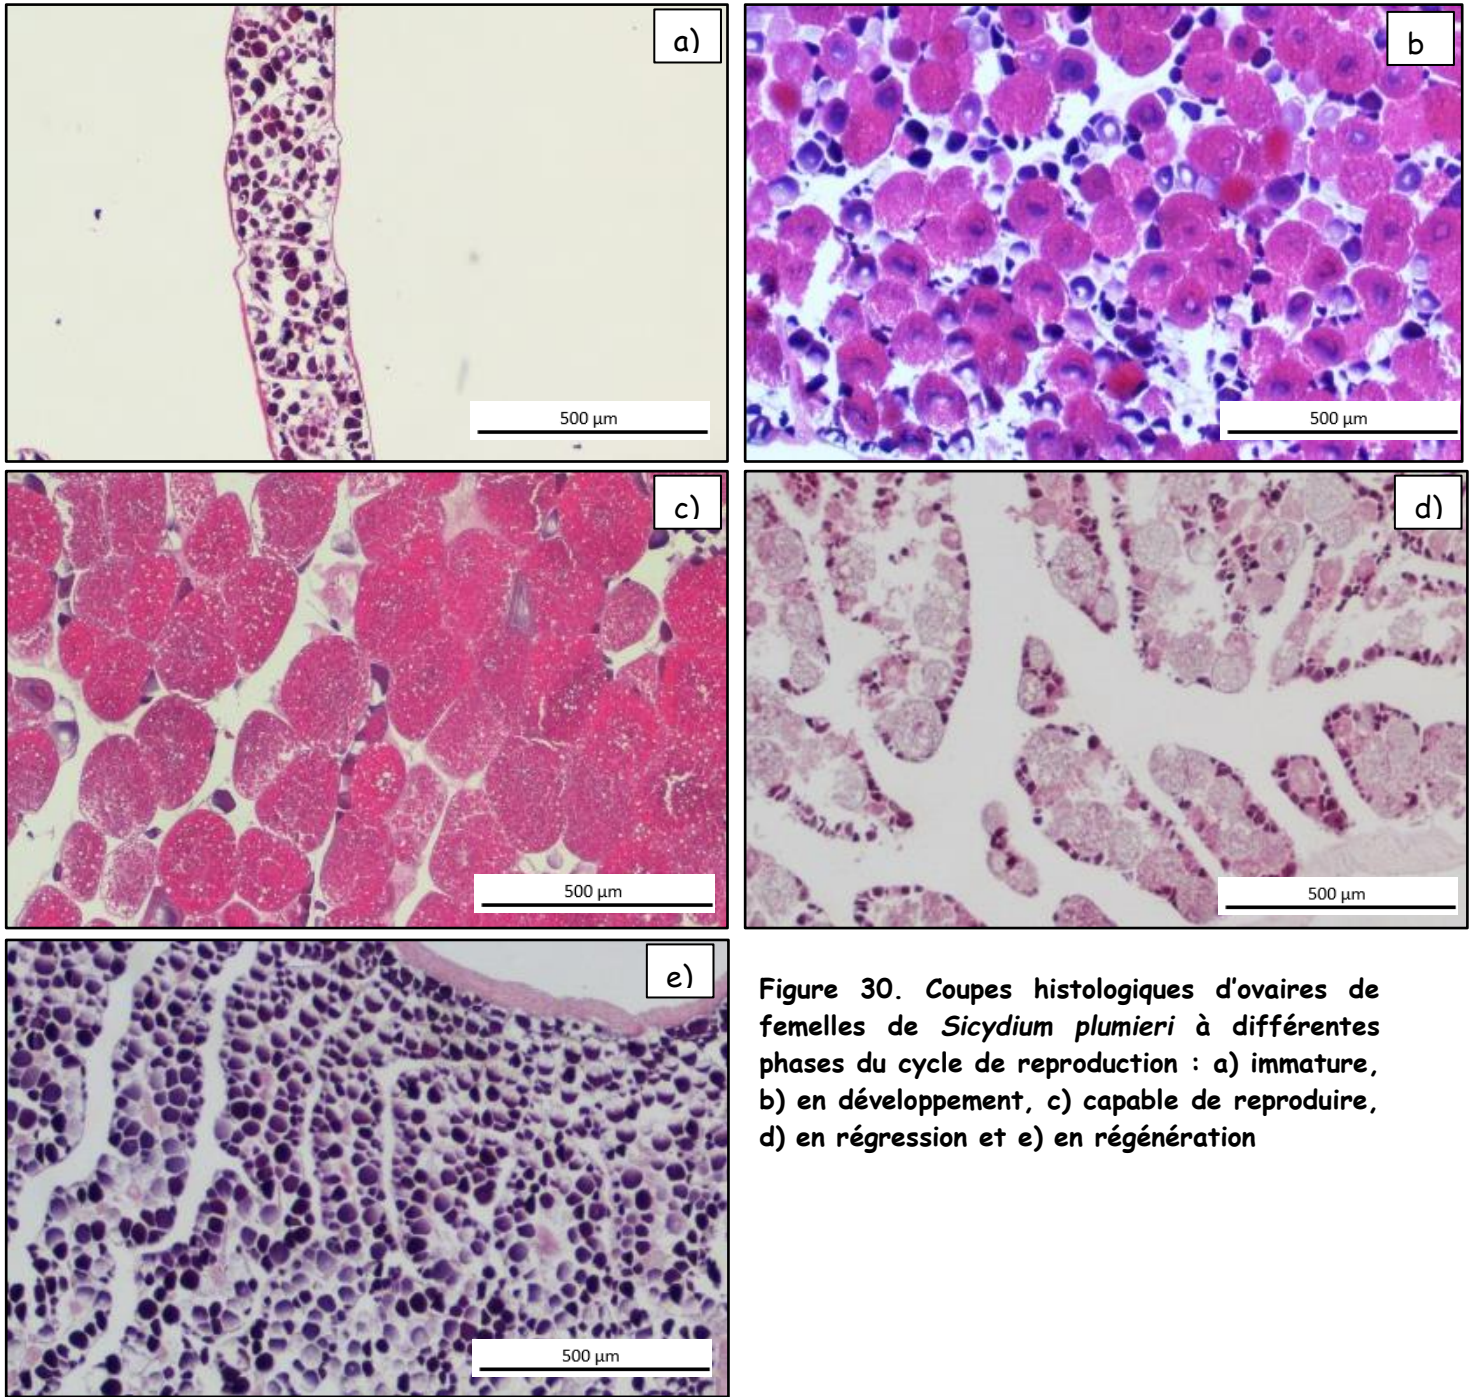 a)
500 µm
b
500 µm
c)
500 µm
d)
500 µm
e)
500 µm
Figure 30. Coupes histologiques d'ovaires de
femelles de Sicydium plumieri à différentes
phases du cycle de reproduction : a) immature,
b) en développement, c) capable de reproduire,
d) en régression et e) en régénération